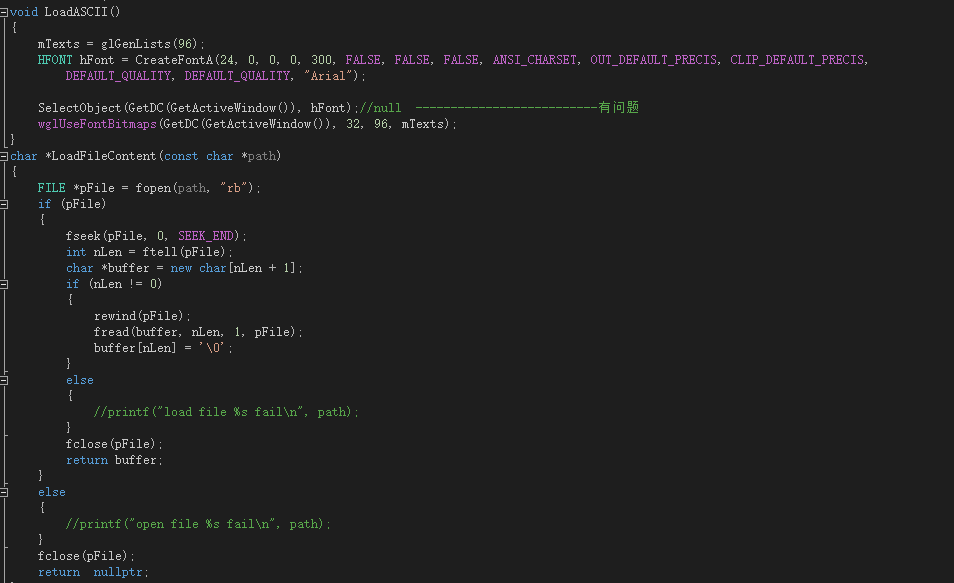 void LoadASCII()
{
    mTexts = glGenLists(96);
    HFONT hFont = CreateFontA(24, 0, 0, 0, 300, FALSE, FALSE, FALSE, ANSI_CHARSET, OUT_DEFAULT_PRECIS, CLIP_DEFAULT_PRECIS,
        DEFAULT_QUALITY, DEFAULT_QUALITY, "Arial");
    SelectObject(GetDC(GetActiveWindow()), hFont);//null  --------------------------有问题
    wglUseFontBitmaps(GetDC(GetActiveWindow()), 32, 96, mTexts);
}
char *LoadFileContent(const char *path)
{
    FILE *pFile = fopen(path, "rb");
    if (pFile)
    {
        fseek(pFile, 0, SEEK_END);
        int nLen = ftell(pFile);
        char *buffer = new char[nLen + 1];
        if (nLen != 0)
        {
            rewind(pFile);
            fread(buffer, nLen, 1, pFile);
            buffer[nLen] = '\0';
        }
        else
        {
            //printf("load file %s fail\n", path);
        }
        fclose(pFile);
        return buffer;
    }
    else
    {
        //printf("open file %s fail\n", path);
    }
    fclose(pFile);
    return  nullptr;